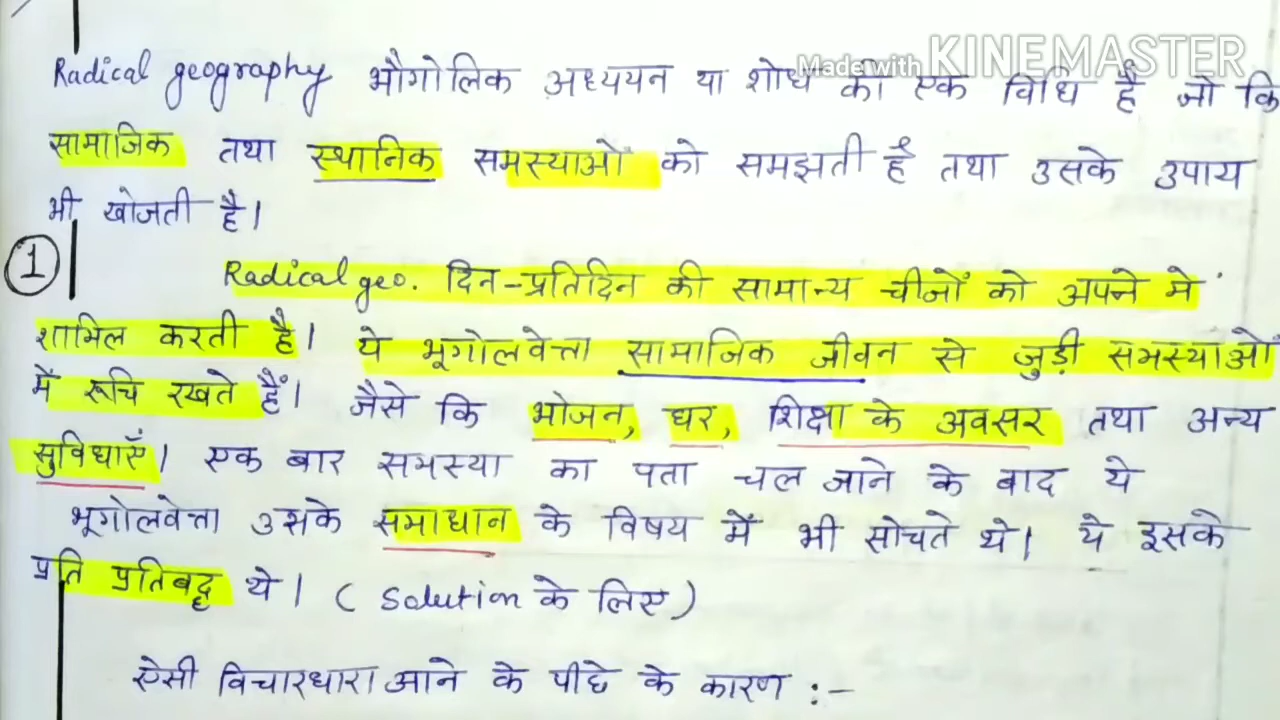 Made with KINEMASTER
Radical geography भौगोलिक अध्ययन या शोध की एक विधि है जो कि
सामाजिक तथा स्थानिक समस्याओं को समझती है तथा उसके उपाय
भी खोजती है।
1
Radical geo. दिन-प्रतिदिन की सामान्य चीजों को अपने मे
शामिल करती है। ये भूगोलवेत्ता सामाजिक जीवन से जुड़ी समस्याओं
में रूचि रखते हैं। जैसे कि भोजन, घर, शिक्षा के अवसर तथा अन्य
सुविधाएँ। एक बार समस्या का पता चल जाने के बाद ये
भूगोलवेत्ता उसके समाधान के विषय में भी सोचते थे। ये इसके
प्रति प्रतिबद्ध थे। (Solution के लिए)
ऐसी विचारधारा आने के पीछे के कारण :-